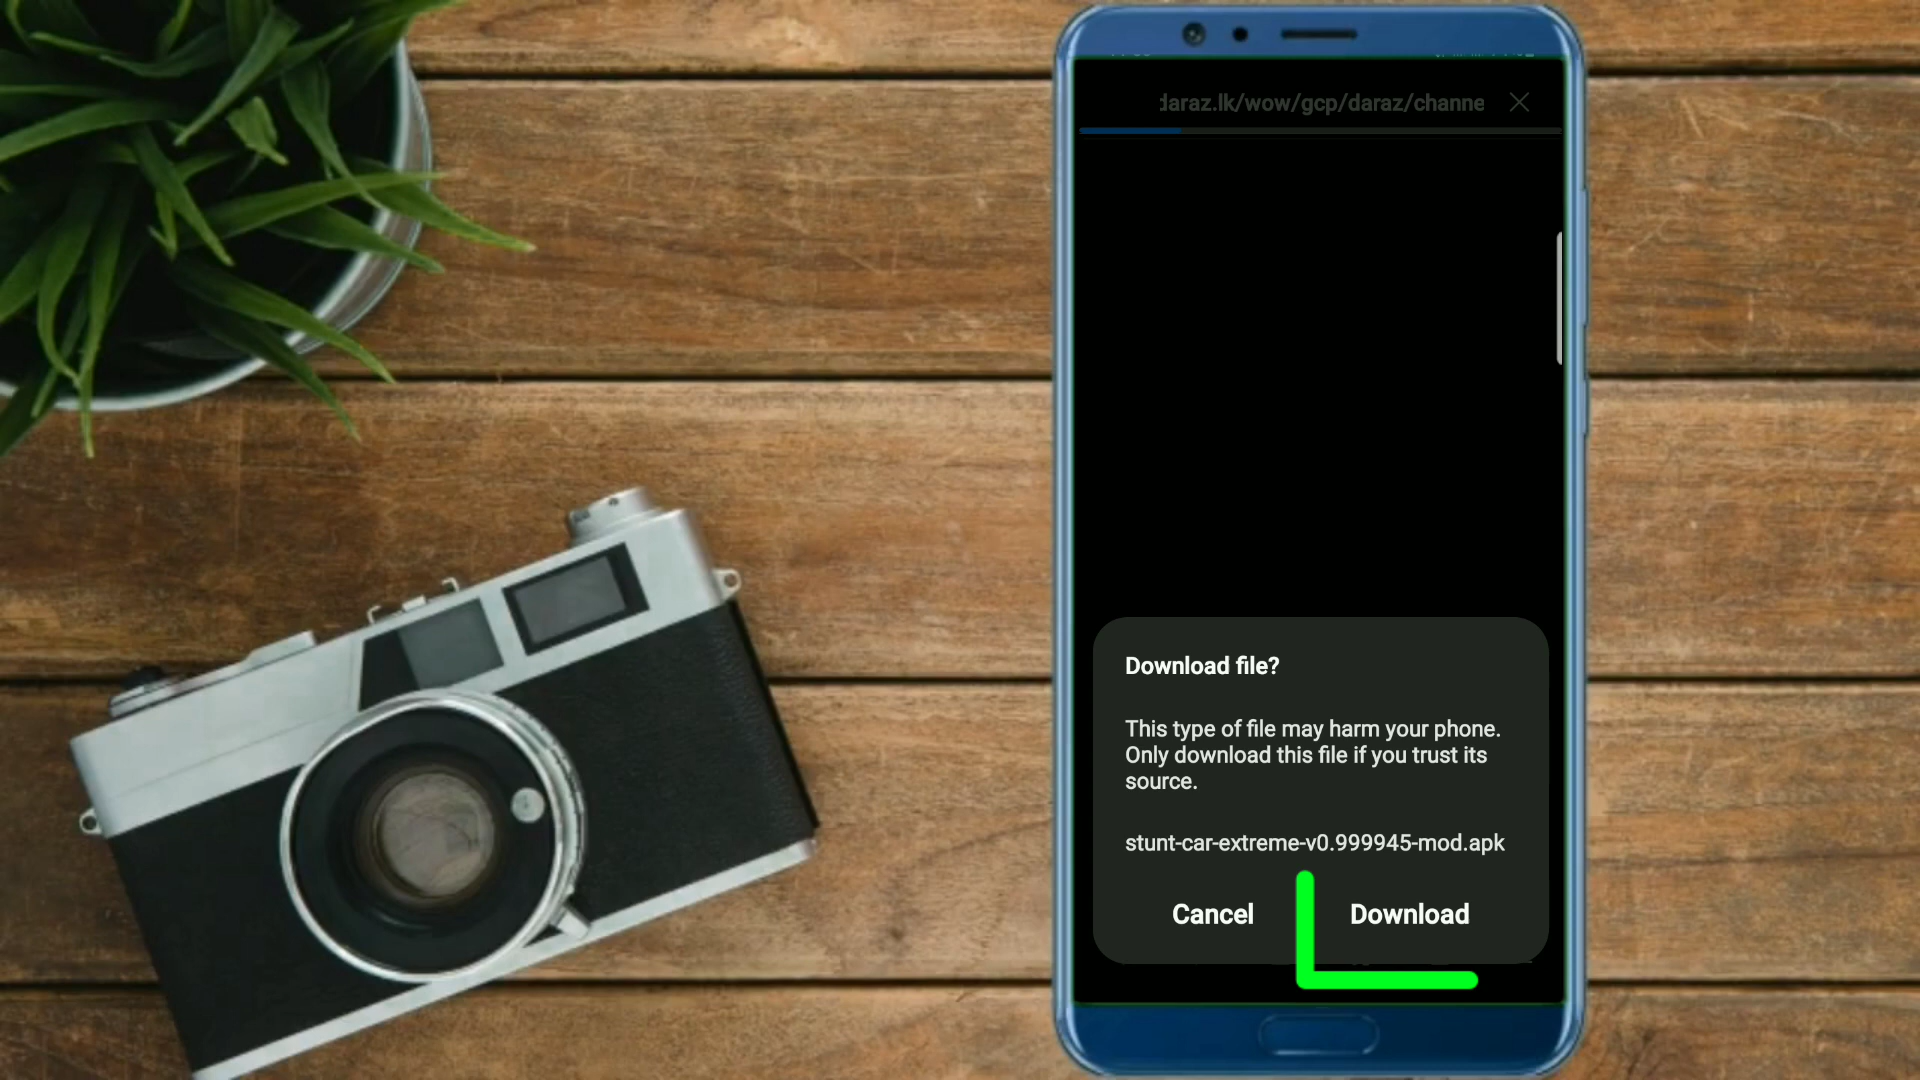 daraz.lk/wow/gcp/daraz/channe
Download file?
This type of file may harm your phone.
Only download this file if you trust its
source.
stunt-car-extreme-v0.999945-mod.apk
Cancel Download